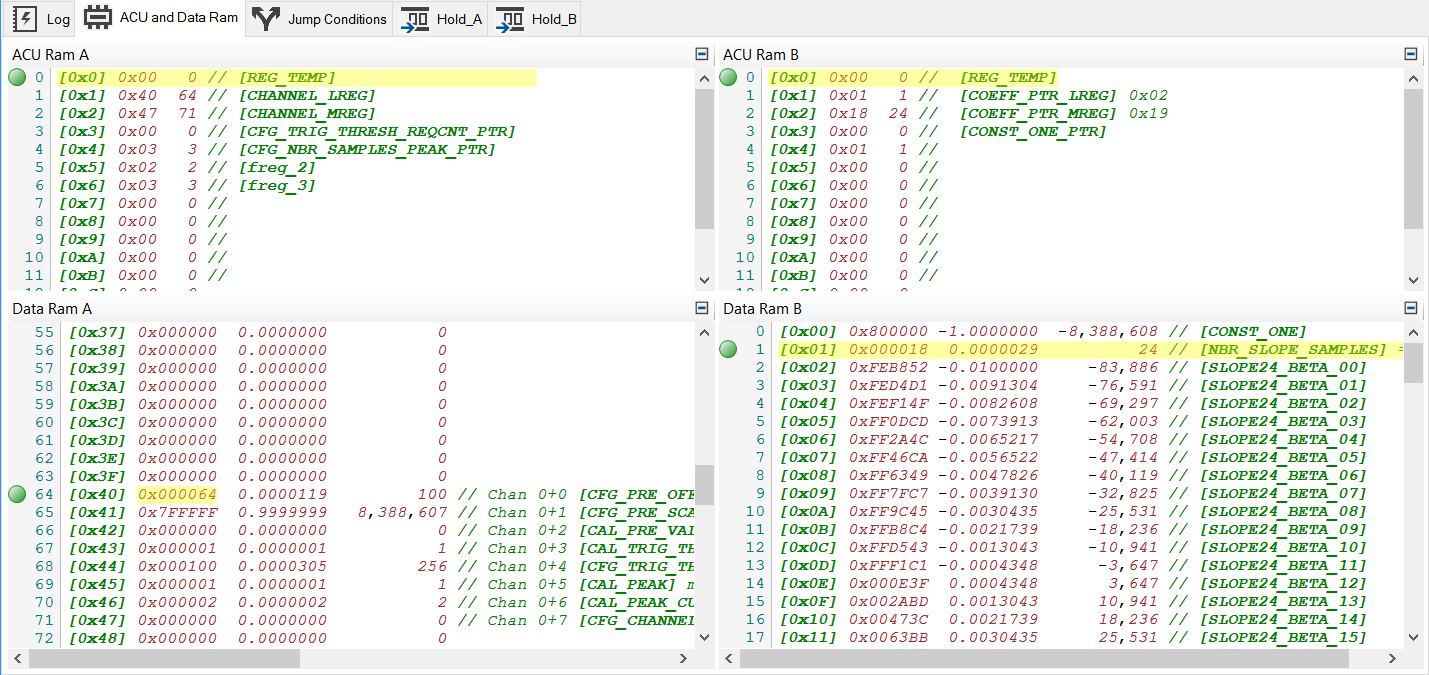 Log ACU and Data Ram Jump Conditions Hold_A Hold_B
ACU Ram A
0 [0x0] 0x00 0 // [REG_TEMP]
1 [0x1] 0x40 64 // [CHANNEL_LREG]
2 [0x2] 0x47 71 // [CHANNEL_MREG]
3 [0x3] 0x00 0 // [CFG_TRIG_THRESH_REQCNT_PTR]
4 [0x4] 0x03 3 // [CFG_NBR_SAMPLES_PEAK_PTR]
5 [0x5] 0x02 2 // [freg_2]
6 [0x6] 0x03 3 // [freg_3]
7 [0x7] 0x00 0 //
8 [0x8] 0x00 0 //
9 [0x9] 0x00 0 //
10 [0xA] 0x00 0 //
11 [0xB] 0x00 0 //
ACU Ram B
0 [0x0] 0x00 0 // [REG_TEMP]
1 [0x1] 0x01 1 // [COEFF_PTR_LREG] 0x02
2 [0x2] 0x18 24 // [COEFF_PTR_MREG] 0x19
3 [0x3] 0x00 0 // [CONST_ONE_PTR]
4 [0x4] 0x01 1 //
5 [0x5] 0x00 0 //
6 [0x6] 0x00 0 //
7 [0x7] 0x00 0 //
8 [0x8] 0x00 0 //
9 [0x9] 0x00 0 //
10 [0xA] 0x00 0 //
11 [0xB] 0x00 0 //
Data Ram A
55 [0x37] 0x000000 0.0000000 0
56 [0x38] 0x000000 0.0000000 0
57 [0x39] 0x000000 0.0000000 0
58 [0x3A] 0x000000 0.0000000 0
59 [0x3B] 0x000000 0.0000000 0
60 [0x3C] 0x000000 0.0000000 0
61 [0x3D] 0x000000 0.0000000 0
62 [0x3E] 0x000000 0.0000000 0
63 [0x3F] 0x000000 0.0000000 0
64 [0x40] 0x000064 0.0000119 100 // Chan 0+0 [CFG_PRE_OFF
65 [0x41] 0x7FFFFF 0.9999999 8,388,607 // Chan 0+1 [CFG_PRE_SCA
66 [0x42] 0x000000 0.0000000 0 // Chan 0+2 [CAL_PRE_VAL
67 [0x43] 0x000001 0.0000001 1 // Chan 0+3 [CAL_TRIG_TH
68 [0x44] 0x000100 0.0000305 256 // Chan 0+4 [CFG_TRIG_TH
69 [0x45] 0x000001 0.0000001 1 // Chan 0+5 [CAL_PEAK] m
70 [0x46] 0x000002 0.0000002 2 // Chan 0+6 [CAL_PEAK_CU
71 [0x47] 0x000000 0.0000000 0 // Chan 0+7 [CFG_CHANNEL
72 [0x48] 0x000000 0.0000000 0
Data Ram B
0 [0x00] 0x800000 -1.0000000 -8,388,608 // [CONST_ONE]
1 [0x01] 0x000018 0.0000029 24 // [NBR_SLOPE_SAMPLES] =
2 [0x02] 0xFEB852 -0.0100000 -83,886 // [SLOPE24_BETA_00]
3 [0x03] 0xFED4D1 -0.0091304 -76,591 // [SLOPE24_BETA_01]
4 [0x04] 0xFEF14F -0.0082608 -69,297 // [SLOPE24_BETA_02]
5 [0x05] 0xFF0DCD -0.0073913 -62,003 // [SLOPE24_BETA_03]
6 [0x06] 0xFF2A4C -0.0065217 -54,708 // [SLOPE24_BETA_04]
7 [0x07] 0xFF46CA -0.0056522 -47,414 // [SLOPE24_BETA_05]
8 [0x08] 0xFF6349 -0.0047826 -40,119 // [SLOPE24_BETA_06]
9 [0x09] 0xFF7FC7 -0.0039130 -32,825 // [SLOPE24_BETA_07]
10 [0x0A] 0xFF9C45 -0.0030435 -25,531 // [SLOPE24_BETA_08]
11 [0x0B] 0xFFB8C4 -0.0021739 -18,236 // [SLOPE24_BETA_09]
12 [0x0C] 0xFFD543 -0.0013043 -10,941 // [SLOPE24_BETA_10]
13 [0x0D] 0xFFF1C1 -0.0004348 -3,647 // [SLOPE24_BETA_11]
14 [0x0E] 0x000E3F 0.0004348 3,647 // [SLOPE24_BETA_12]
15 [0x0F] 0x002ABD 0.0013043 10,941 // [SLOPE24_BETA_13]
16 [0x10] 0x00473C 0.0021739 18,236 // [SLOPE24_BETA_14]
17 [0x11] 0x0063BB 0.0030435 25,531 // [SLOPE24_BETA_15]